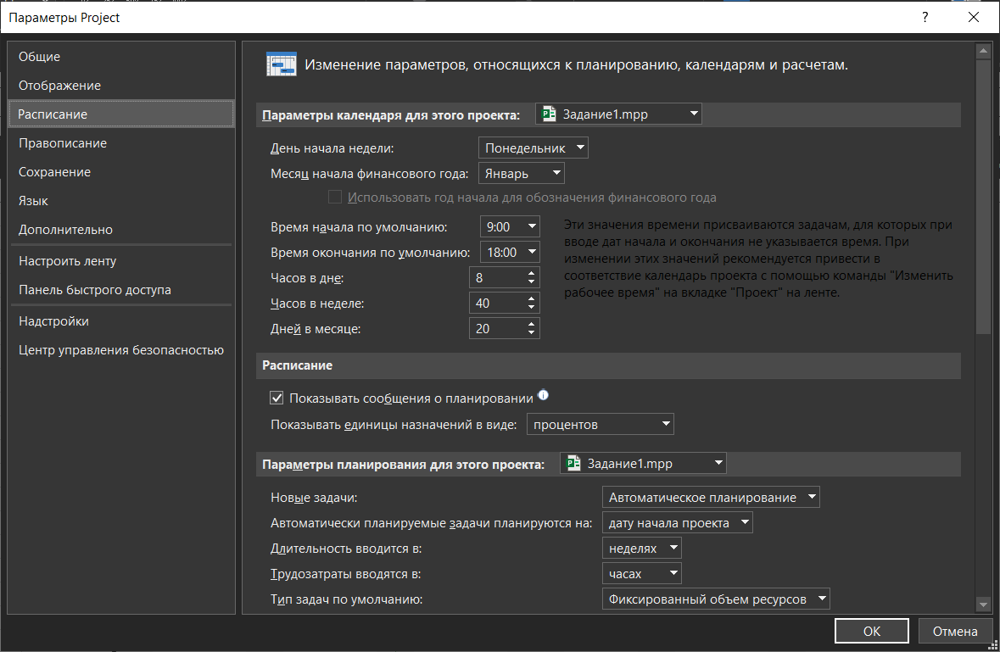 Параметры Project
?
Общие
Отображение
Расписание
Правописание
Сохранение
Язык
Дополнительно
Настроить ленту
Панель быстрого доступа
Надстройки
Центр управления безопасностью
Изменение параметров, относящихся к планированию, календарям и расчетам.
Параметры календаря для этого проекта: Задание1.mpp
День начала недели: Понедельник
Месяц начала финансового года: Январь
Использовать год начала для обозначения финансового года
Время начала по умолчанию: 9:00
Время окончания по умолчанию: 18:00
Часов в дне: 8
Часов в неделе: 40
Дней в месяце: 20
Эти значения времени присваиваются задачам, для которых при
вводе дат начала и окончания не указывается время. При
изменении этих значений рекомендуется привести в
соответствие календарь проекта с помощью команды "Изменить
рабочее время" на вкладке "Проект" на ленте.
Расписание
Показывать сообщения о планировании
Показывать единицы назначений в виде: процентов
Параметры планирования для этого проекта: Задание1.mpp
Новые задачи: Автоматическое планирование
Автоматически планируемые задачи планируются на: дату начала проекта
Длительность вводится в: неделях
Трудозатраты вводятся в: часах
Тип задач по умолчанию: Фиксированный объем ресурсов
ОК
Отмена